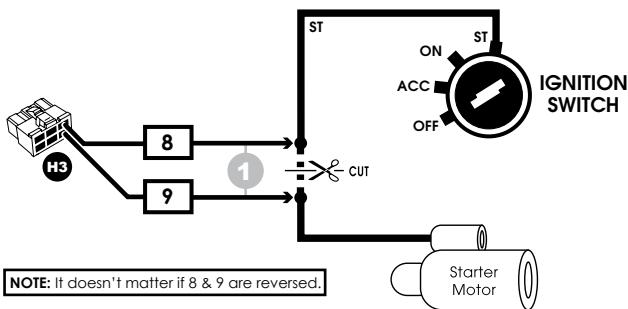 ST
ON
ST
ACC
OFF
IGNITION
SWITCH
8
H3
1
CUT
9
NOTE: It doesn't matter if 8 & 9 are reversed.
Starter
Motor